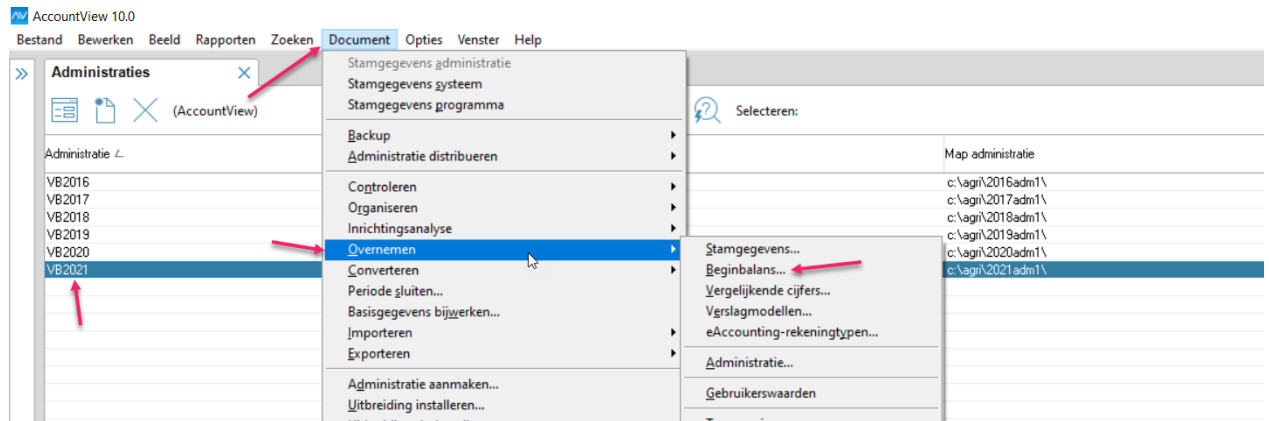 AccountView 10.0
Bestand Bewerken Beeld Rapporten Zoeken Document Opties Venster Help
Administraties
(AccountView)
Selecteren:
Administratie
Map administratie
VB2016 c:\agri\2016adm1\
VB2017 c:\agri\2017adm1\
VB2018 c:\agri\2018adm1\
VB2019 c:\agri\2019adm1\
VB2020 c:\agri\2020adm1\
VB2021 c:\agri\2021adm1\
Stamgegevens administratie
Stamgegevens systeem
Stamgegevens programma
Backup
Administratie distribueren
Controleren
Organiseren
Inrichtingsanalyse
Overnemen
Converteren
Periode sluiten...
Basisgegevens bijwerken...
Importeren
Exporteren
Administratie aanmaken...
Uitbreiding installeren...
Stamgegevens...
Beginbalans...
Vergelijkende cijfers...
Verslagmodellen...
eAccounting-rekeningtypen...
Administratie...
Gebruikerswaarden